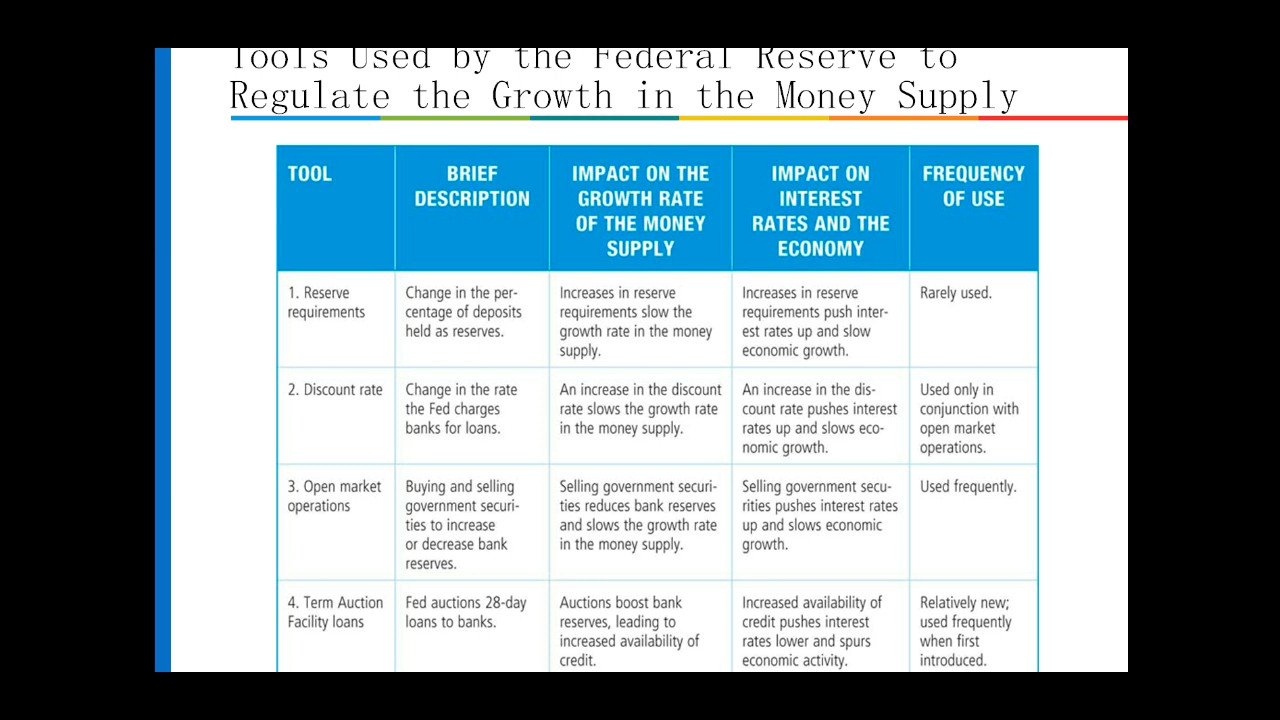 Tools Used by the Federal Reserve to
Regulate the Growth in the Money Supply
TOOL
BRIEF
DESCRIPTION
IMPACT ON THE
GROWTH RATE
OF THE MONEY
SUPPLY
IMPACT ON
INTEREST
RATES AND THE
ECONOMY
FREQUENCY
OF USE
1. Reserve
requirements
Change in the per-
centage of deposits
held as reserves.
Increases in reserve
requirements slow the
growth rate in the money
supply.
Increases in reserve
requirements push inter-
est rates up and slow
economic growth.
Rarely used.
2. Discount rate
Change in the rate
the Fed charges
banks for loans.
An increase in the discount
rate slows the growth rate
in the money supply.
An increase in the dis-
count rate pushes interest
rates up and slows eco-
nomic growth.
Used only in
conjunction with
open market
operations.
3. Open market
operations
Buying and selling
government securi-
ties to increase
or decrease bank
reserves.
Selling government securi-
ties reduces bank reserves
and slows the growth rate
in the money supply.
Selling government secu-
rities pushes interest rates
up and slows economic
growth.
Used frequently.
4. Term Auction
Facility loans
Fed auctions 28-day
loans to banks.
Auctions boost bank
reserves, leading to
increased availability of
credit.
Increased availability of
credit pushes interest
rates lower and spurs
economic activity.
Relatively new;
used frequently
when first
introduced.